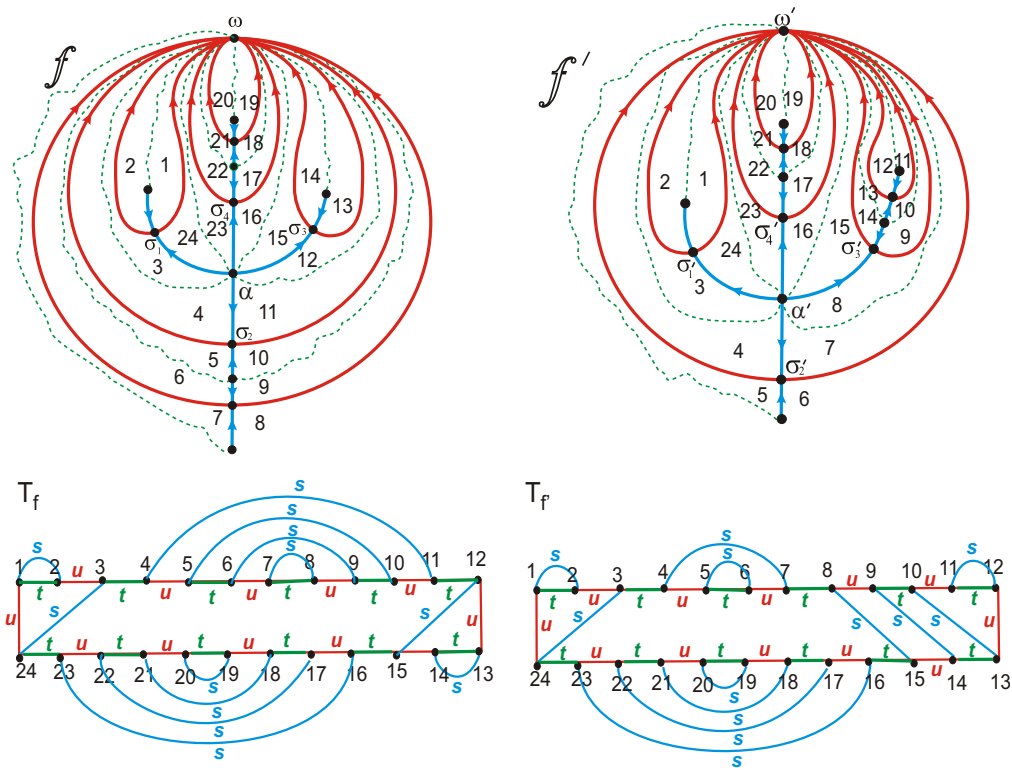 ω ω′
f f ′
20 19 20 19
21 18 21 18
2 1 22 17 14 13 2 1 22 17 12 11 13 10
σ₄ 16 23 σ₃ 15 12 23 σ₄′ 16 15 14 9 σ₃′
σ₁ 24 3 σ₁′ 24 3 8
α α′
4 11 4 7
σ₂ σ₂′
5 10 5 6
6 9
7 8
T_f T_f′
s s s s s s s s s
1 2 3 4 5 6 7 8 9 10 11 12
1 2 3 4 5 6 7 8 9 10 11 12
t u t u t u t u t u t
t u t u t u t u t u t
u s u u s s s s u
t u t u t u t u t u t
t u t u t u t u t u t
24 23 22 21 20 19 18 17 16 15 14 13
24 23 22 21 20 19 18 17 16 15 14 13
s s s s s s s s s